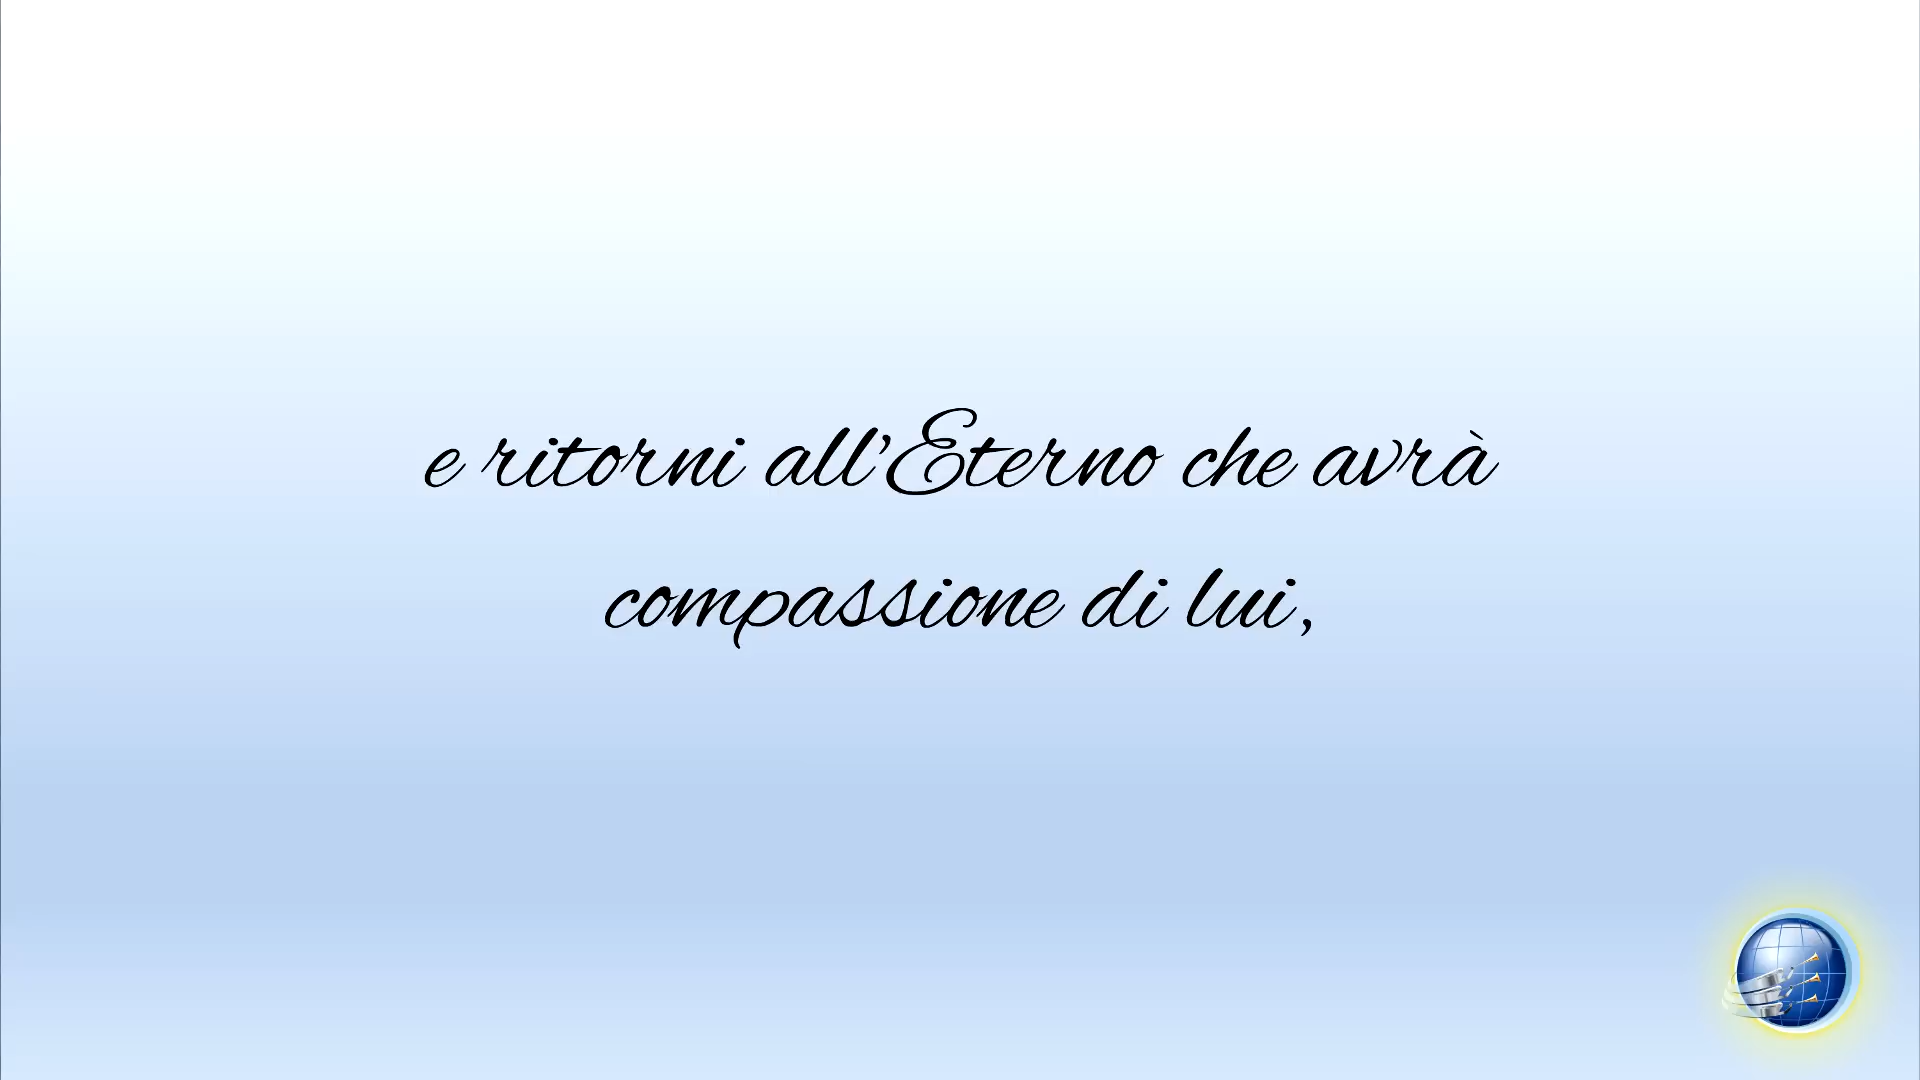 e ritorni all'Eterno che avrà
compassione di lui,